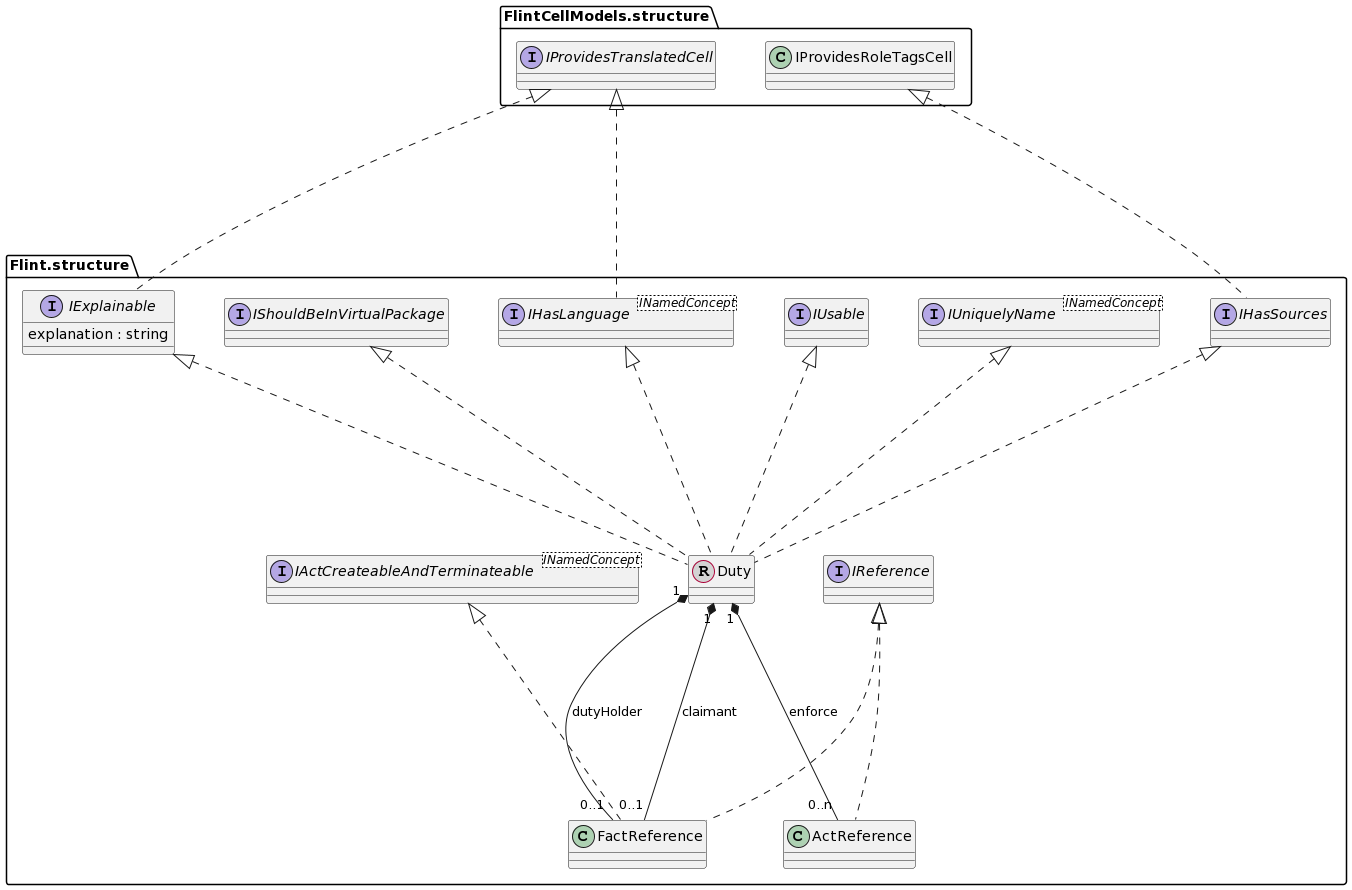 FlintCellModels.structure
I IProvidesTranslatedCell
C IProvidesRoleTagsCell
Flint.structure
I IExplainable
explanation : string
I IShouldBeInVirtualPackage
I IHasLanguage
INamedConcept
I IUsable
I IUniquelyName
INamedConcept
I IHasSources
I IActCreateableAndTerminateable
INamedConcept
R Duty
I IReference
1
1
1
dutyHolder
claimant
enforce
0..1
0..1
0..n
C FactReference
C ActReference